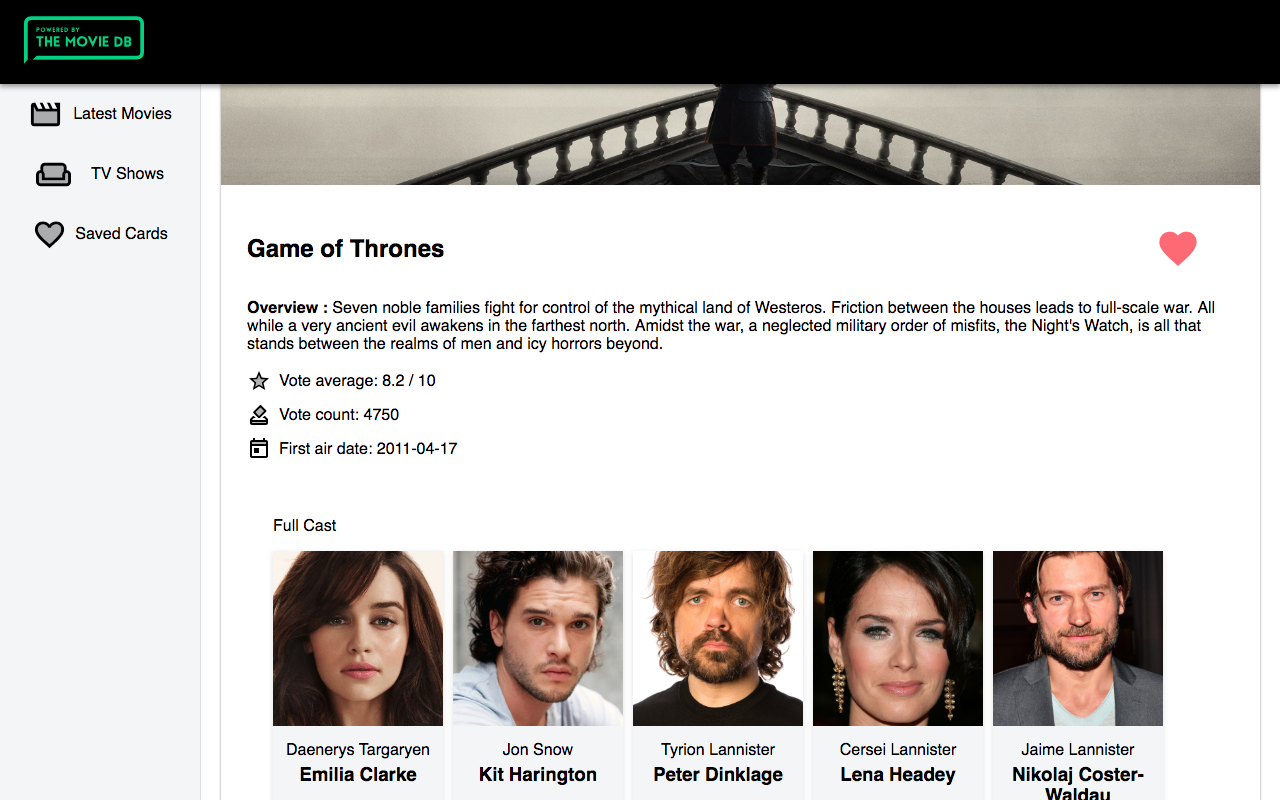 POWERED BY
THE MOVIE DB
Latest Movies
TV Shows
Saved Cards
Game of Thrones
Overview : Seven noble families fight for control of the mythical land of Westeros. Friction between the houses leads to full-scale war. All
while a very ancient evil awakens in the farthest north. Amidst the war, a neglected military order of misfits, the Night's Watch, is all that
stands between the realms of men and icy horrors beyond.
Vote average: 8.2 / 10
Vote count: 4750
First air date: 2011-04-17
Full Cast
Daenerys Targaryen
Emilia Clarke
Jon Snow
Kit Harington
Tyrion Lannister
Peter Dinklage
Cersei Lannister
Lena Headey
Jaime Lannister
Nikolaj Coster-
Waldau